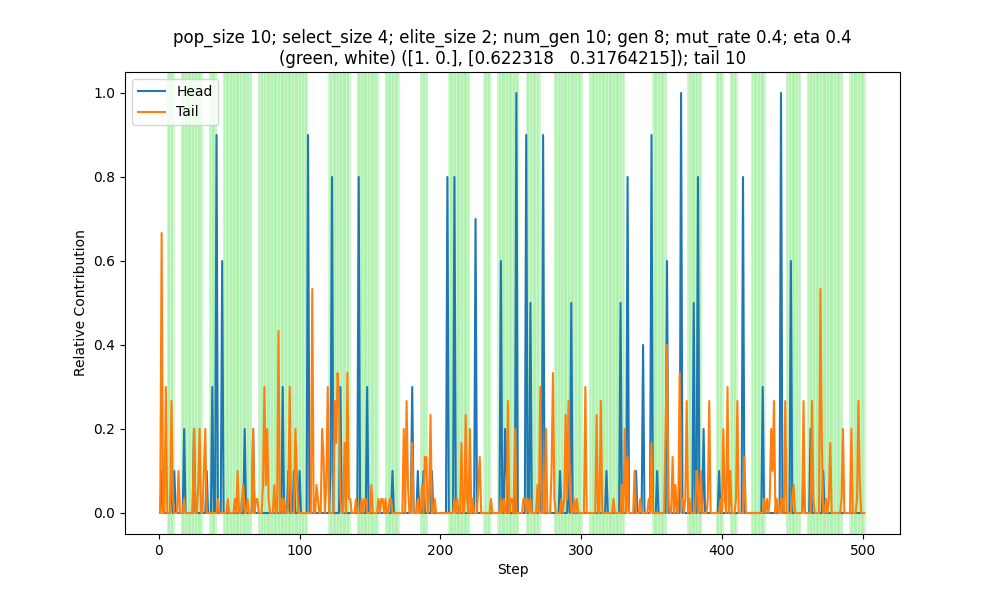 pop_size 10; select_size 4; elite_size 2; num_gen 10; gen 8; mut_rate 0.4; eta 0.4
(green, white) ([1. 0.], [0.622318   0.31764215]); tail 10
Head
Tail
1.0
0.8
0.6
0.4
0.2
0.0
Relative Contribution
0
100
200
300
400
500
Step